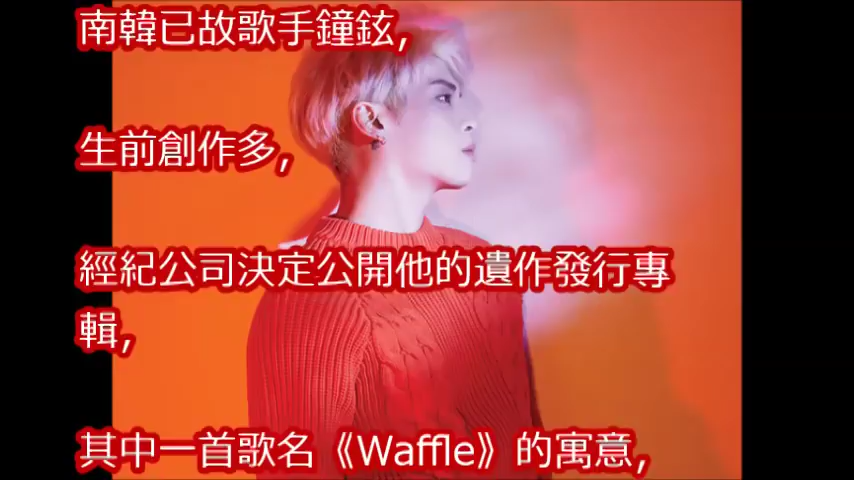 南韓已故歌手鐘鉉，
生前創作多，
經紀公司決定公開他的遺作發行專
輯，
其中一首歌名《Waffle》的寓意，